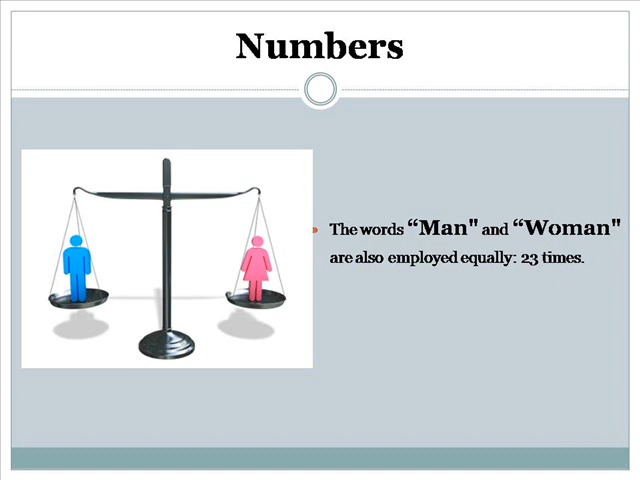 Numbers
The words “Man" and “Woman"
are also employed equally: 23 times.